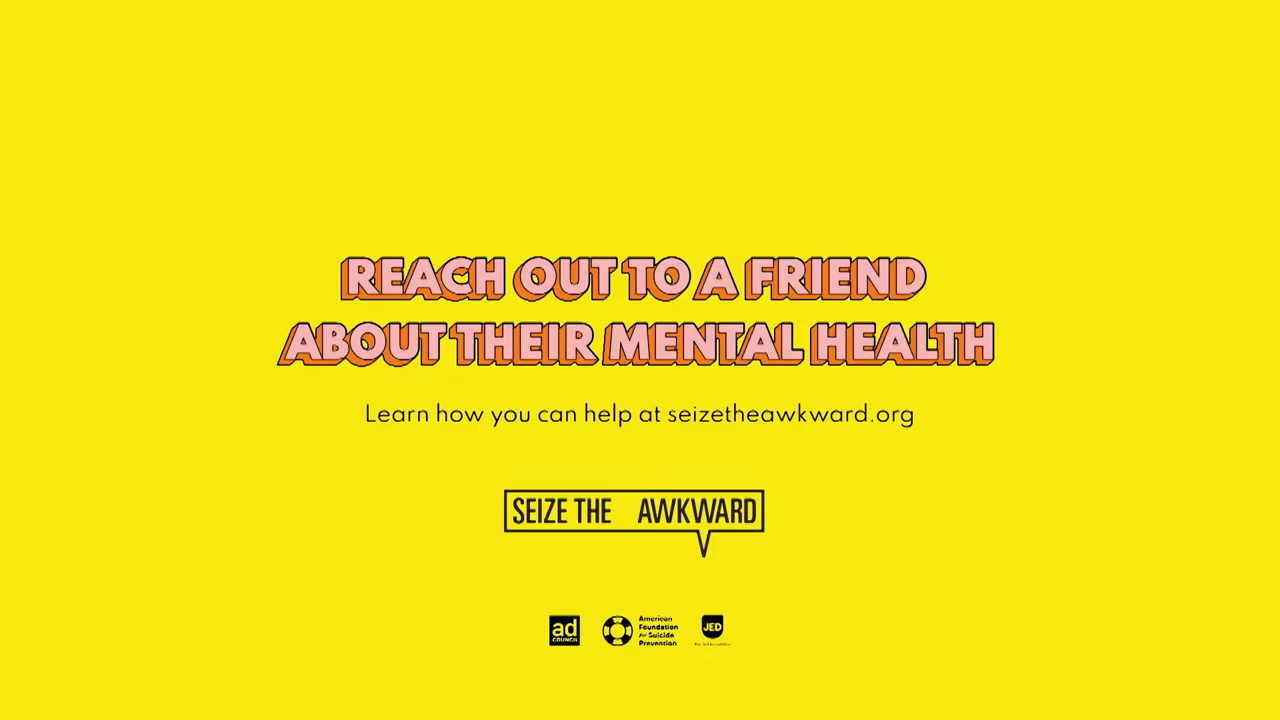 REACH OUT TO A FRIEND
ABOUT THEIR MENTAL HEALTH
Learn how you can help at seizetheawkward.org
SEIZE THE AWKWARD
ad
COUNCIL
American
Foundation
for Suicide
Prevention
JED